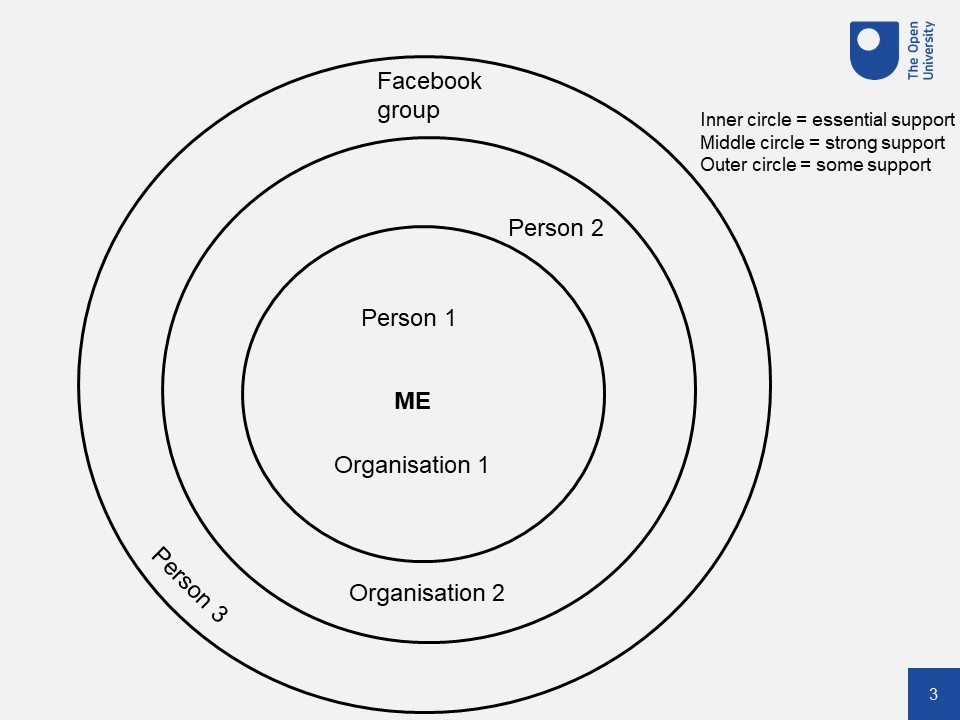 The Open
University
Facebook
group
Inner circle = essential support
Middle circle = strong support
Outer circle = some support
Person 2
Person 1
ME
Organisation 1
Person 3
Organisation 2
3